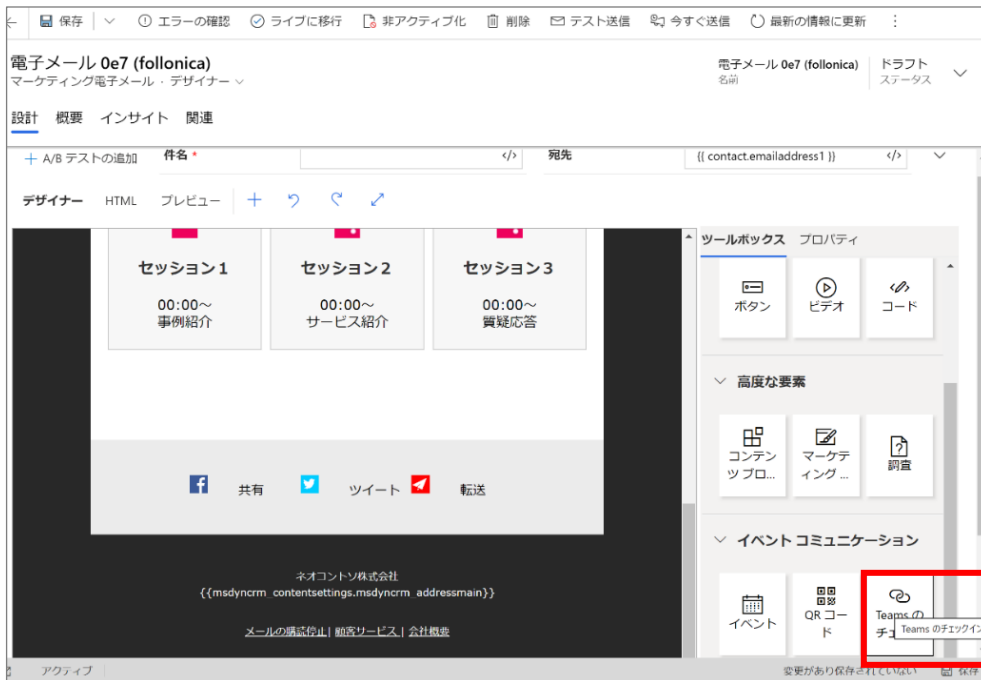 保存 エラーの確認 ライブに移行 非アクティブ化 削除 テスト送信 今すぐ送信 最新の情報に更新
電子メール 0e7 (follonica)
マーケティング電子メール · デザイナー
電子メール 0e7 (follonica)
名前
ドラフト
ステータス
設計 概要 インサイト 関連
A/B テストの追加 件名 * </> 宛先 {{ contact.emailaddress1 }} </>
デザイナー HTML プレビュー
セッション1
00:00～
事例紹介
セッション2
00:00～
サービス紹介
セッション3
00:00～
質疑応答
共有 ツイート 転送
ネオコントソ株式会社
{{msdyncrm_contentsettings.msdyncrm_addressmain}}
メールの購読停止| 顧客サービス | 会社概要
ツールボックス プロパティ
ボタン
ビデオ
コード
高度な要素
コンテン
ツ ブロ...
マーケテ
ィング ...
調査
イベント コミュニケーション
イベント
QR コー
ド
Teams の
チェ
Teams のチェックイン
アクティブ 変更があり保存されていない 保存